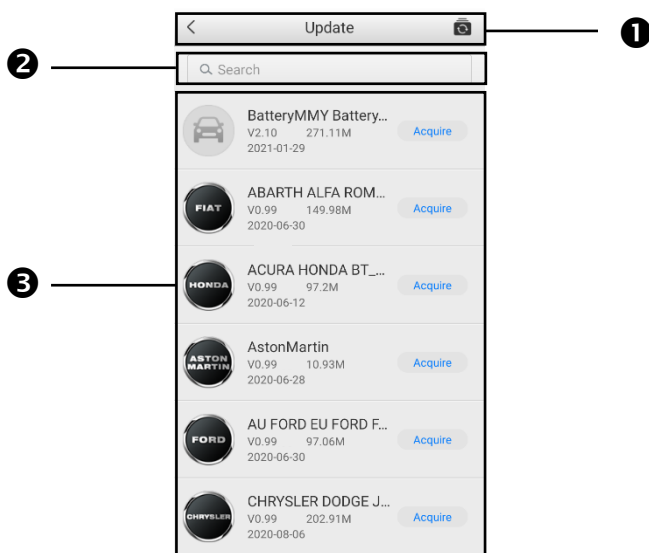 Update
❶
❷
Search
BatteryMMY Battery...
V2.10 271.11M
Acquire
2021-01-29
FIAT
ABARTH ALFA ROM...
V0.99 149.98M
Acquire
2020-06-30
❸
HONDA
ACURA HONDA BT_...
V0.99 97.2M
Acquire
2020-06-12
ASTON
MARTIN
AstonMartin
V0.99 10.93M
Acquire
2020-06-28
FORD
AU FORD EU FORD F...
V0.99 97.06M
Acquire
2020-06-30
CHRYSLER
CHRYSLER DODGE J...
V0.99 202.91M
Acquire
2020-08-06